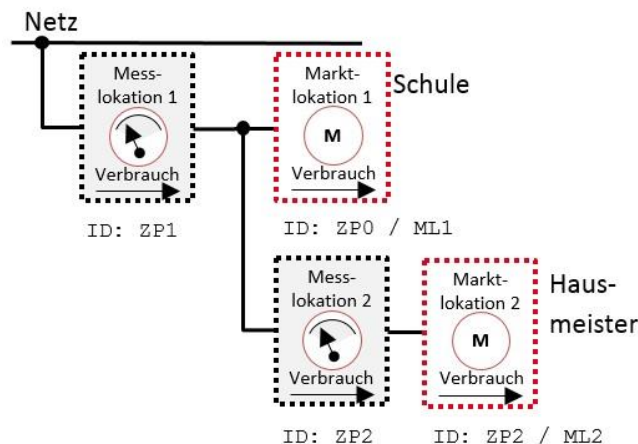 Netz
Mess-
lokation 1
Verbrauch
ID: ZP1
Markt-
lokation 1
M
Verbrauch
Schule
ID: ZP0 / ML1
Mess-
lokation 2
Verbrauch
ID: ZP2
Markt-
lokation 2
M
Verbrauch
Haus-
meister
ID: ZP2 / ML2